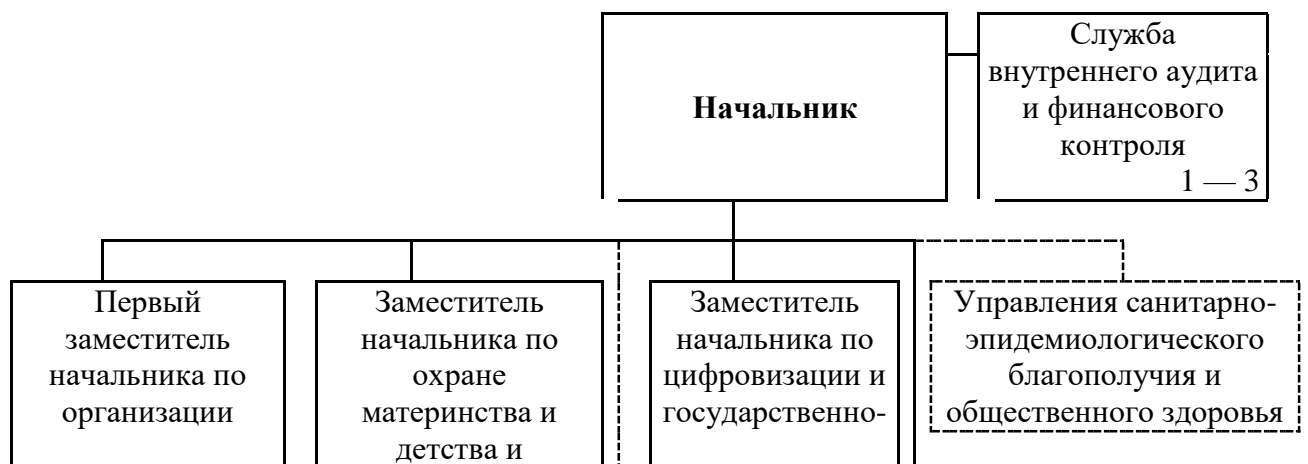 Начальник
Служба
внутреннего аудита
и финансового
контроля
1 — 3
Первый
заместитель
начальника по
организации
Заместитель
начальника по
охране
материнства и
детства и
Заместитель
начальника по
цифровизации и
государственно-
Управления санитарно-
эпидемиологического
благополучия и
общественного здоровья